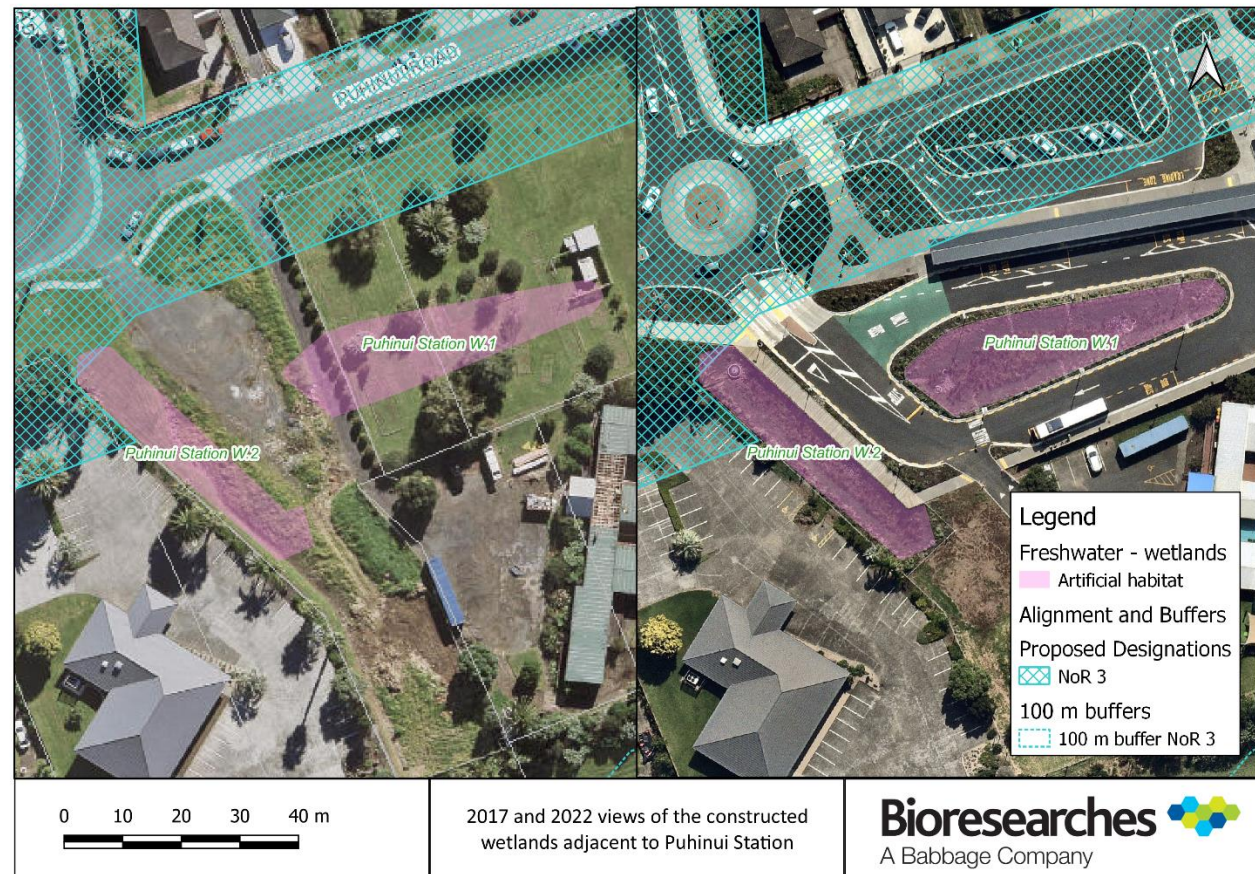 PUHINUI ROAD
Puhinui Station W.1
Puhinui Station W.2
N
LOADING ZONE
Puhinui Station W.1
Puhinui Station W.2
Legend
Freshwater - wetlands
Artificial habitat
Alignment and Buffers
Proposed Designations
NoR 3
100 m buffers
100 m buffer NoR 3
0 10 20 30 40 m
2017 and 2022 views of the constructed
wetlands adjacent to Puhinui Station
Bioresearches
A Babbage Company